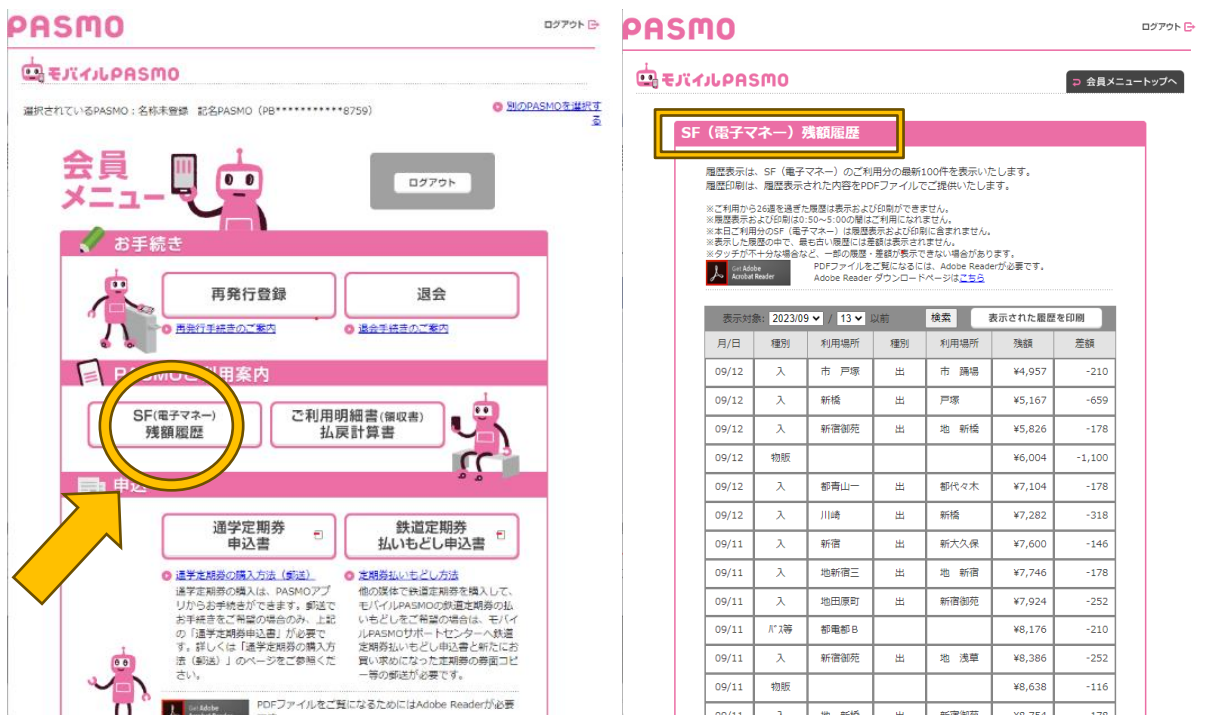 PASMO
ログアウト
モバイルPASMO
選択されているPASMO：名称未登録 記名PASMO（PB***********8759）
別のPASMOを選択す
る
会員
メニュー
ログアウト
お手続き
再発行登録
退会
再発行手続きのご案内
退会手続きのご案内
PASMOご利用案内
SF(電子マネー)
残額履歴
ご利用明細書(領収書)
払戻計算書
申込
通学定期券
申込書
鉄道定期券
払いもどし申込書
通学定期券の購入方法（郵送）
通学定期券の購入は、PASMOアプ
リからお手続きができます。郵送で
お手続きをご希望の場合のみ、上記
の「通学定期券申込書」が必要で
す。詳しくは「通学定期券の購入方
法（郵送）」のページをご参照くだ
さい。
定期券払いもどし方法
他の媒体で鉄道定期券を購入して、
モバイルPASMOの鉄道定期券の払
いもどしをご希望の場合は、モバイ
ルPASMOサポートセンターへ鉄道
定期券払いもどし申込書と新たにお
買い求めになった定期券の券面コピ
ー等の郵送が必要です。
Get Adobe
PDFファイルをご覧になるためにはAdobe Readerが必要
PASMO
ログアウト
モバイルPASMO
会員メニュートップへ
SF（電子マネー）残額履歴
履歴表示は、SF（電子マネー）のご利用分の最新100件を表示いたします。
履歴印刷は、履歴表示された内容をPDFファイルでご提供いたします。
※ご利用から26週を過ぎた履歴は表示および印刷ができません。
※履歴表示および印刷は0:50～5:00の間はご利用になれません。
※本日ご利用分のSF（電子マネー）は履歴表示および印刷に含まれません。
※表示した履歴の中で、最も古い履歴には差額は表示されません。
※タッチが不十分な場合など、一部の履歴・差額が表示できない場合があります。
Get Adobe
Acrobat Reader
PDFファイルをご覧になるには、Adobe Readerが必要です。
Adobe Reader ダウンロードページはこちら
表示対象: 2023/09 / 13 以前 検索 表示された履歴を印刷
月/日 種別 利用場所 種別 利用場所 残額 差額
09/12 入 市 戸塚 出 市 踊場 ¥4,957 -210
09/12 入 新橋 出 戸塚 ¥5,167 -659
09/12 入 新宿御苑 出 地 新橋 ¥5,826 -178
09/12 物販 ¥6,004 -1,100
09/12 入 都青山一 出 都代々木 ¥7,104 -178
09/12 入 川崎 出 新橋 ¥7,282 -318
09/11 入 新宿 出 新大久保 ¥7,600 -146
09/11 入 地新宿三 出 地 新宿 ¥7,746 -178
09/11 入 地田原町 出 新宿御苑 ¥7,924 -252
09/11 ﾊﾞｽ等 都電都Ｂ ¥8,176 -210
09/11 入 新宿御苑 出 地 浅草 ¥8,386 -252
09/11 物販 ¥8,638 -116
09/11 入 地 新橋 出 新宿御苑 ¥8,754 -178